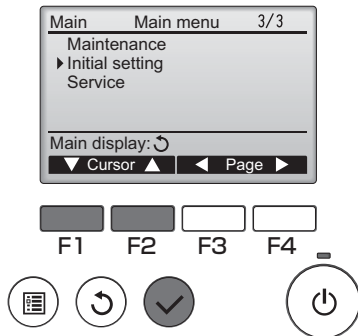 Main Main menu 3/3
Maintenance
Initial setting
Service
Main display:
Cursor Page
F1 F2 F3 F4